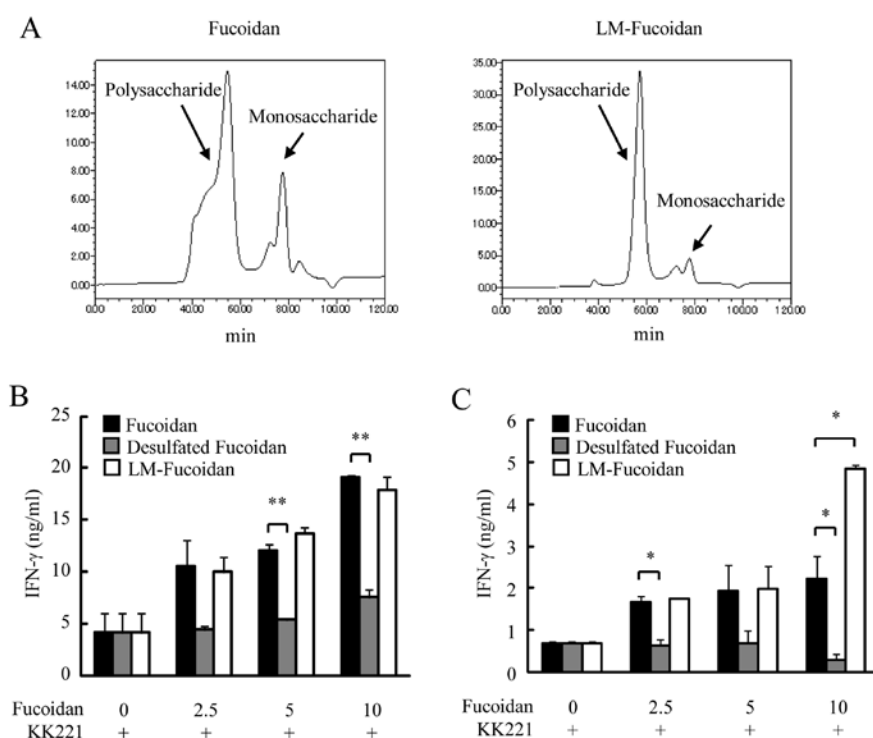 A
Fucoidan
LM-Fucoidan
Polysaccharide
Monosaccharide
14.00
12.00
10.00
8.00
6.00
4.00
2.00
0.00
0.00 20.00 40.00 60.00 80.00 100.00 120.00
min
Polysaccharide
Monosaccharide
35.00
30.00
25.00
20.00
15.00
10.00
5.00
0.00
0.00 20.00 40.00 60.00 80.00 100.00 120.00
min
B
IFN-γ (ng/ml)
25
20
15
10
5
0
Fucoidan
Desulfated Fucoidan
LM-Fucoidan
**
**
Fucoidan 0 2.5 5 10
KK221 + + + +
C
IFN-γ (ng/ml)
6
5
4
3
2
1
0
Fucoidan
Desulfated Fucoidan
LM-Fucoidan
*
*
*
Fucoidan 0 2.5 5 10
KK221 + + + +